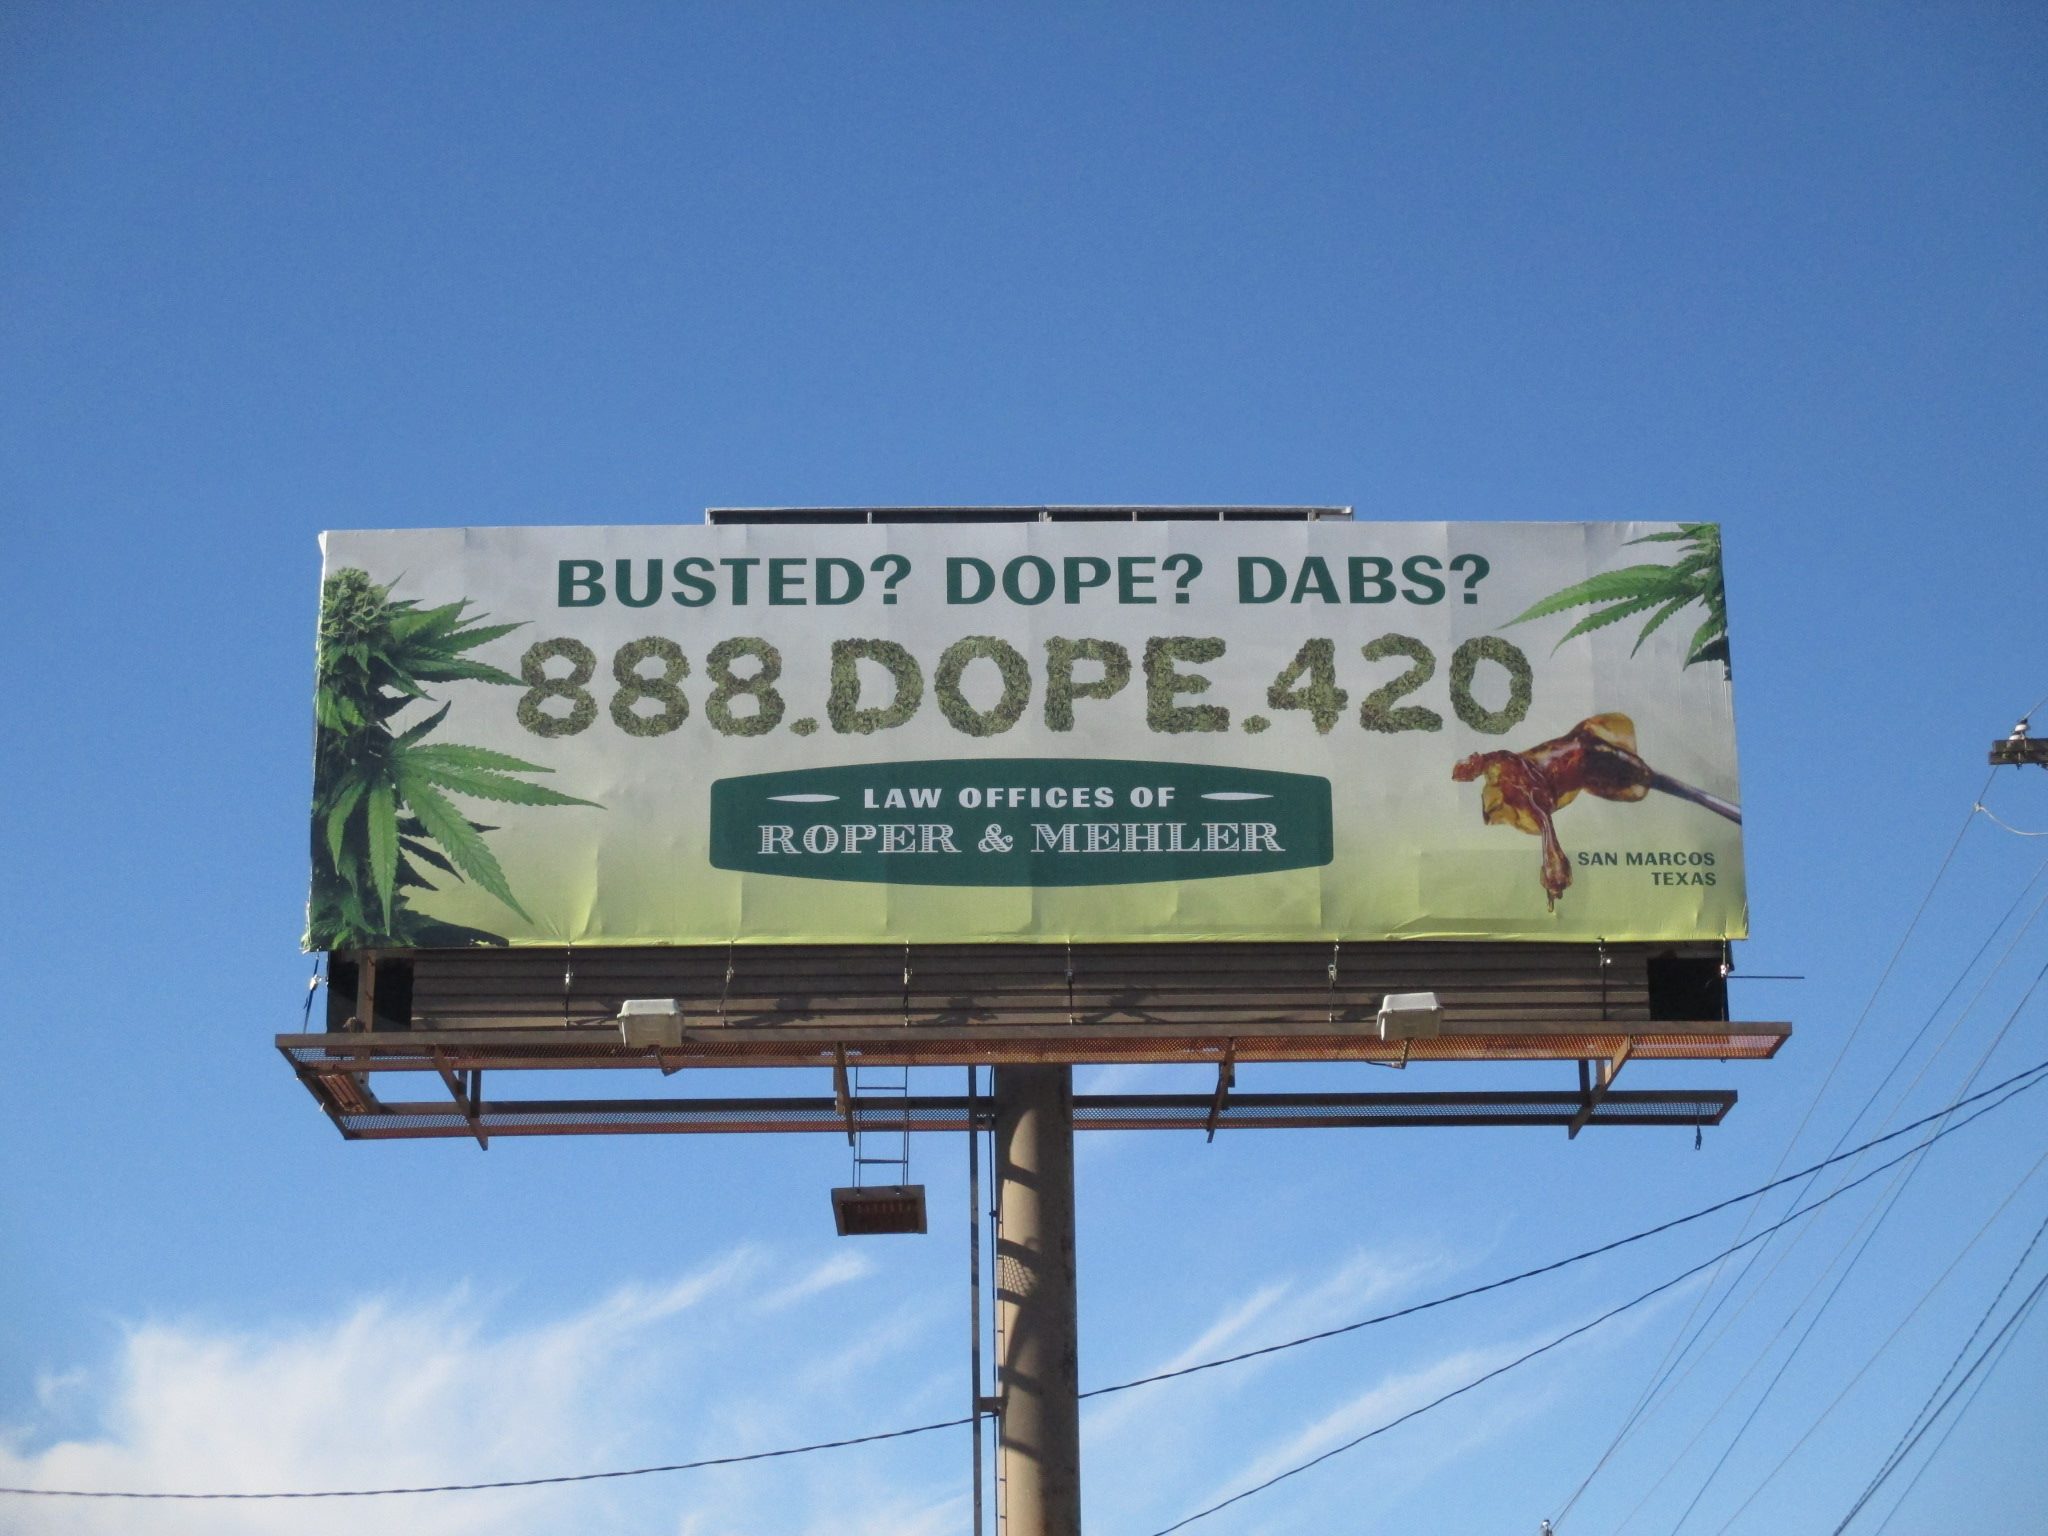 BUSTED? DOPE? DABS?
888.DOPE.420
LAW OFFICES OF
ROPER & MEHLER
SAN MARCOS
TEXAS